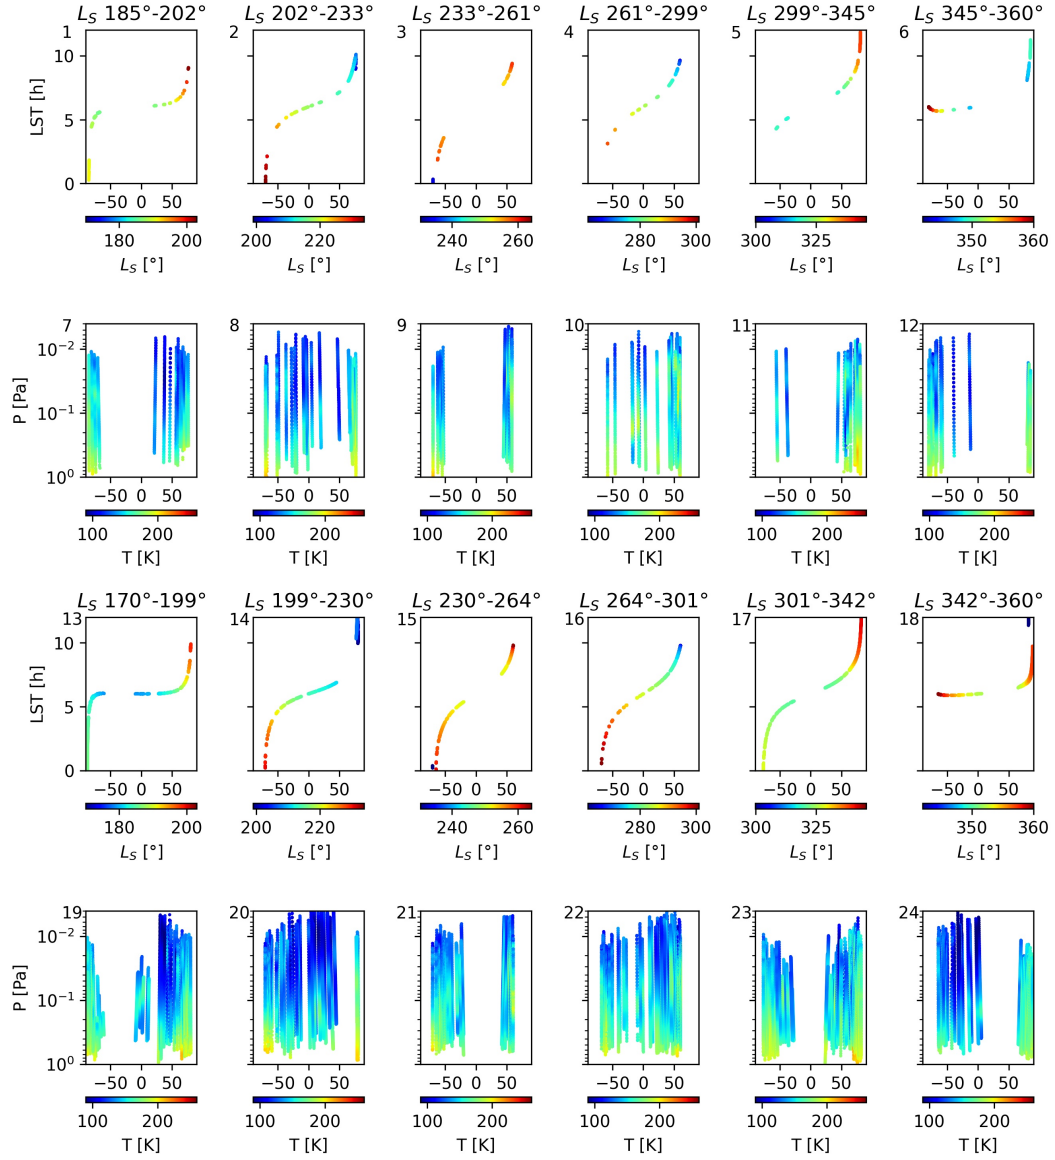 L_S 185°-202° L_S 202°-233° L_S 233°-261° L_S 261°-299° L_S 299°-345° L_S 345°-360°
1 2 3 4 5 6
10
5
0
LST [h]
−50 0 50 −50 0 50 −50 0 50 −50 0 50 −50 0 50 −50 0 50
180 200 200 220 240 260 280 300 300 325 350 360
L_S [°] L_S [°] L_S [°] L_S [°] L_S [°] L_S [°]
7 8 9 10 11 12
10⁻²
10⁻¹
10⁰
P [Pa]
−50 0 50 −50 0 50 −50 0 50 −50 0 50 −50 0 50 −50 0 50
100 200 100 200 100 200 100 200 100 200 100 200
T [K] T [K] T [K] T [K] T [K] T [K]
L_S 170°-199° L_S 199°-230° L_S 230°-264° L_S 264°-301° L_S 301°-342° L_S 342°-360°
13 14 15 16 17 18
10
5
0
LST [h]
−50 0 50 −50 0 50 −50 0 50 −50 0 50 −50 0 50 −50 0 50
180 200 200 220 240 260 280 300 300 325 350 360
L_S [°] L_S [°] L_S [°] L_S [°] L_S [°] L_S [°]
19 20 21 22 23 24
10⁻²
10⁻¹
10⁰
P [Pa]
−50 0 50 −50 0 50 −50 0 50 −50 0 50 −50 0 50 −50 0 50
100 200 100 200 100 200 100 200 100 200 100 200
T [K] T [K] T [K] T [K] T [K] T [K]